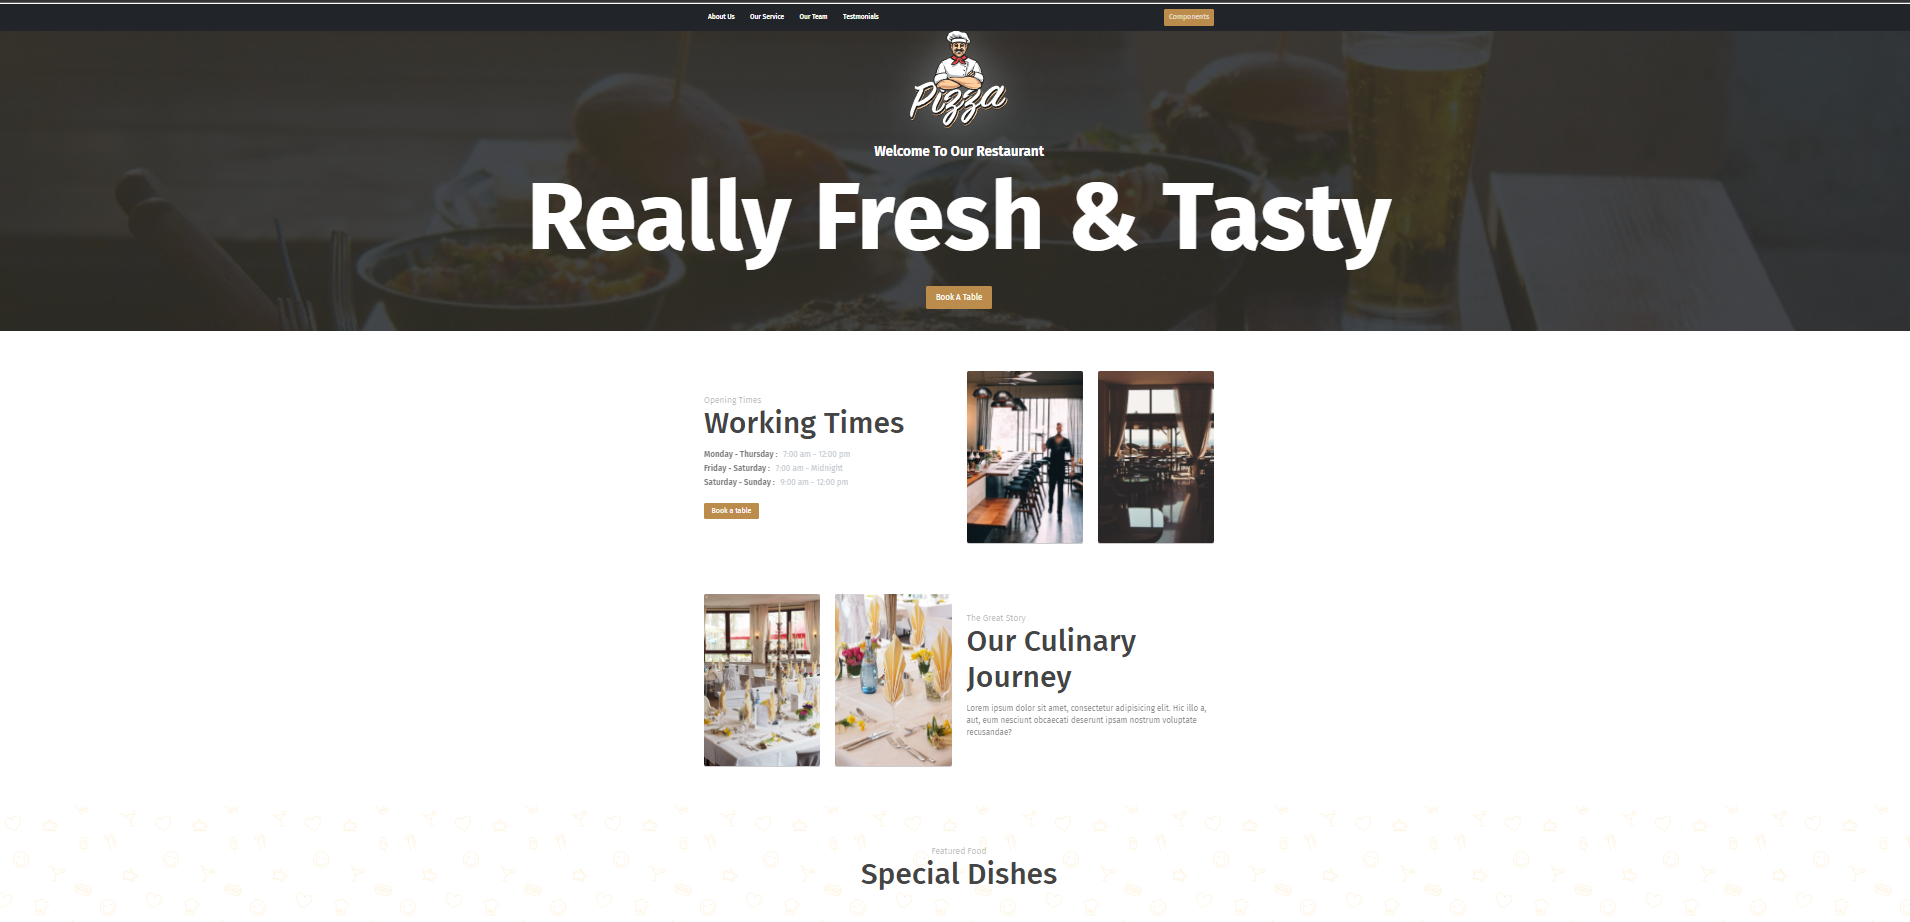 About Us Our Service Our Team Testmonials Components
Pizza
Welcome To Our Restaurant
Really Fresh & Tasty
Book A Table
Opening Times
Working Times
Monday - Thursday : 7:00 am - 12:00 pm
Friday - Saturday : 7:00 am - Midnight
Saturday - Sunday : 9:00 am - 12:00 pm
Book a table
The Great Story
Our Culinary
Journey
Lorem ipsum dolor sit amet, consectetur adipisicing elit. Hic illo a,
aut, eum nesciunt obcaecati deserunt ipsam nostrum voluptate
recusandae?
Featured Food
Special Dishes